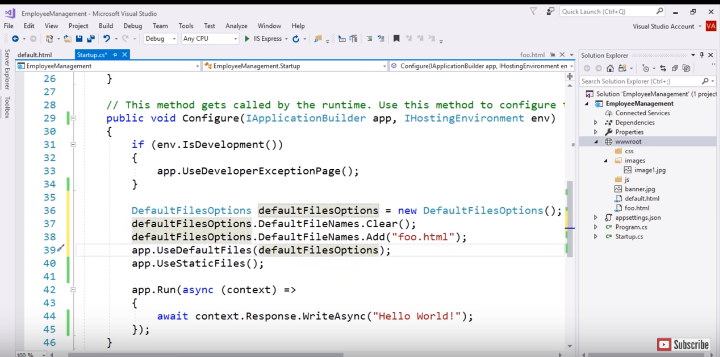 EmployeeManagement - Microsoft Visual Studio
Quick Launch (Ctrl+Q)
File Edit View Project Build Debug Team Tools Test Analyze Window Help
Visual Studio Account VA
Debug Any CPU IIS Express
default.html Startup.cs* foo.html
Server Explorer
Toolbox
EmployeeManagement EmployeeManagement.Startup Configure(IApplicationBuilder app, IHostingEnvironment en
26 }
27
28 // This method gets called by the runtime. Use this method to configure
29 public void Configure(IApplicationBuilder app, IHostingEnvironment env)
30 {
31 if (env.IsDevelopment())
32 {
33 app.UseDeveloperExceptionPage();
34 }
35
36 DefaultFilesOptions defaultFilesOptions = new DefaultFilesOptions();
37 defaultFilesOptions.DefaultFileNames.Clear();
38 defaultFilesOptions.DefaultFileNames.Add("foo.html");
39 app.UseDefaultFiles(defaultFilesOptions);
40 app.UseStaticFiles();
41
42 app.Run(async (context) =>
43 {
44 await context.Response.WriteAsync("Hello World!");
45 });
46 }
100 %
Solution Explorer
Search Solution Explorer (Ctrl+;)
Solution 'EmployeeManagement' (1 project
EmployeeManagement
Connected Services
Dependencies
Properties
wwwroot
css
images
image1.jpg
js
banner.jpg
default.html
foo.html
appsettings.json
Program.cs
Startup.cs
Subscribe